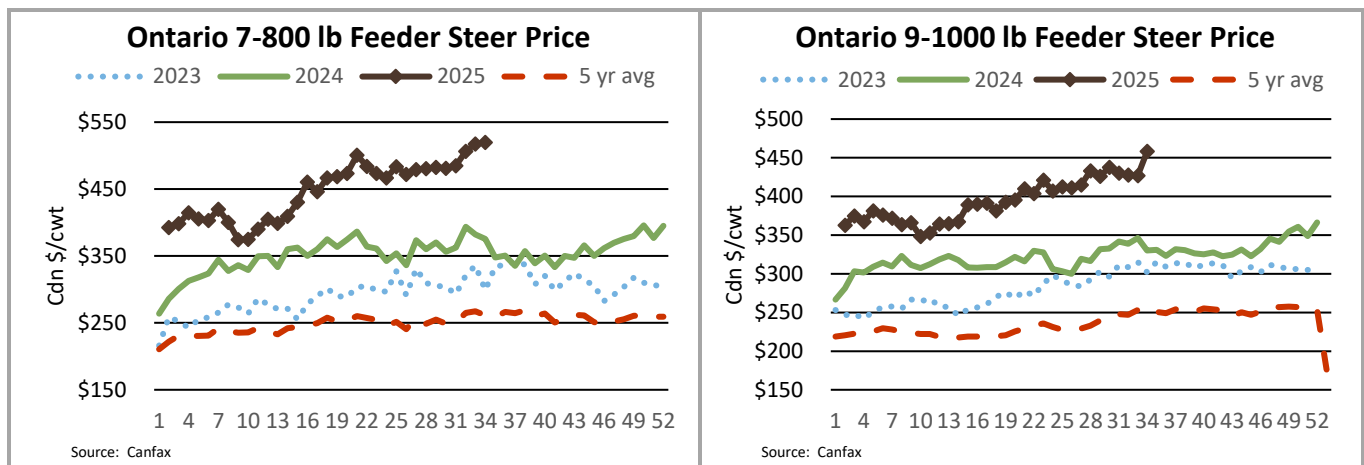 Ontario 7-800 lb Feeder Steer Price
2023 2024 2025 5 yr avg
$550
$450
$350
$250
$150
Cdn $/cwt
1 4 7 10 13 16 19 22 25 28 31 34 37 40 43 46 49 52
Source: Canfax
Ontario 9-1000 lb Feeder Steer Price
2023 2024 2025 5 yr avg
$500
$450
$400
$350
$300
$250
$200
$150
Cdn $/cwt
1 4 7 10 13 16 19 22 25 28 31 34 37 40 43 46 49 52
Source: Canfax